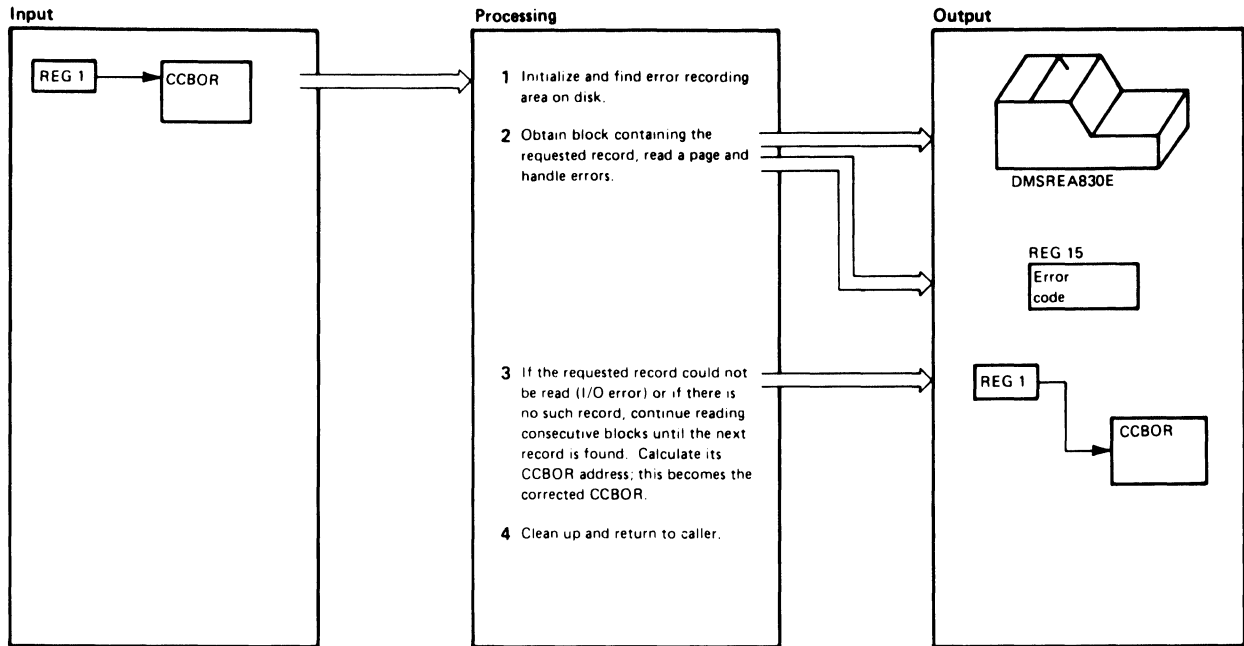 Input
REG 1
CCBOR
Processing
1 Initialize and find error recording
area on disk.
2 Obtain block containing the
requested record, read a page and
handle errors.
3 If the requested record could not
be read (I/O error) or if there is
no such record, continue reading
consecutive blocks until the next
record is found. Calculate its
CCBOR address; this becomes the
corrected CCBOR.
4 Clean up and return to caller.
Output
DMSREA830E
REG 15
Error
code
REG 1
CCBOR